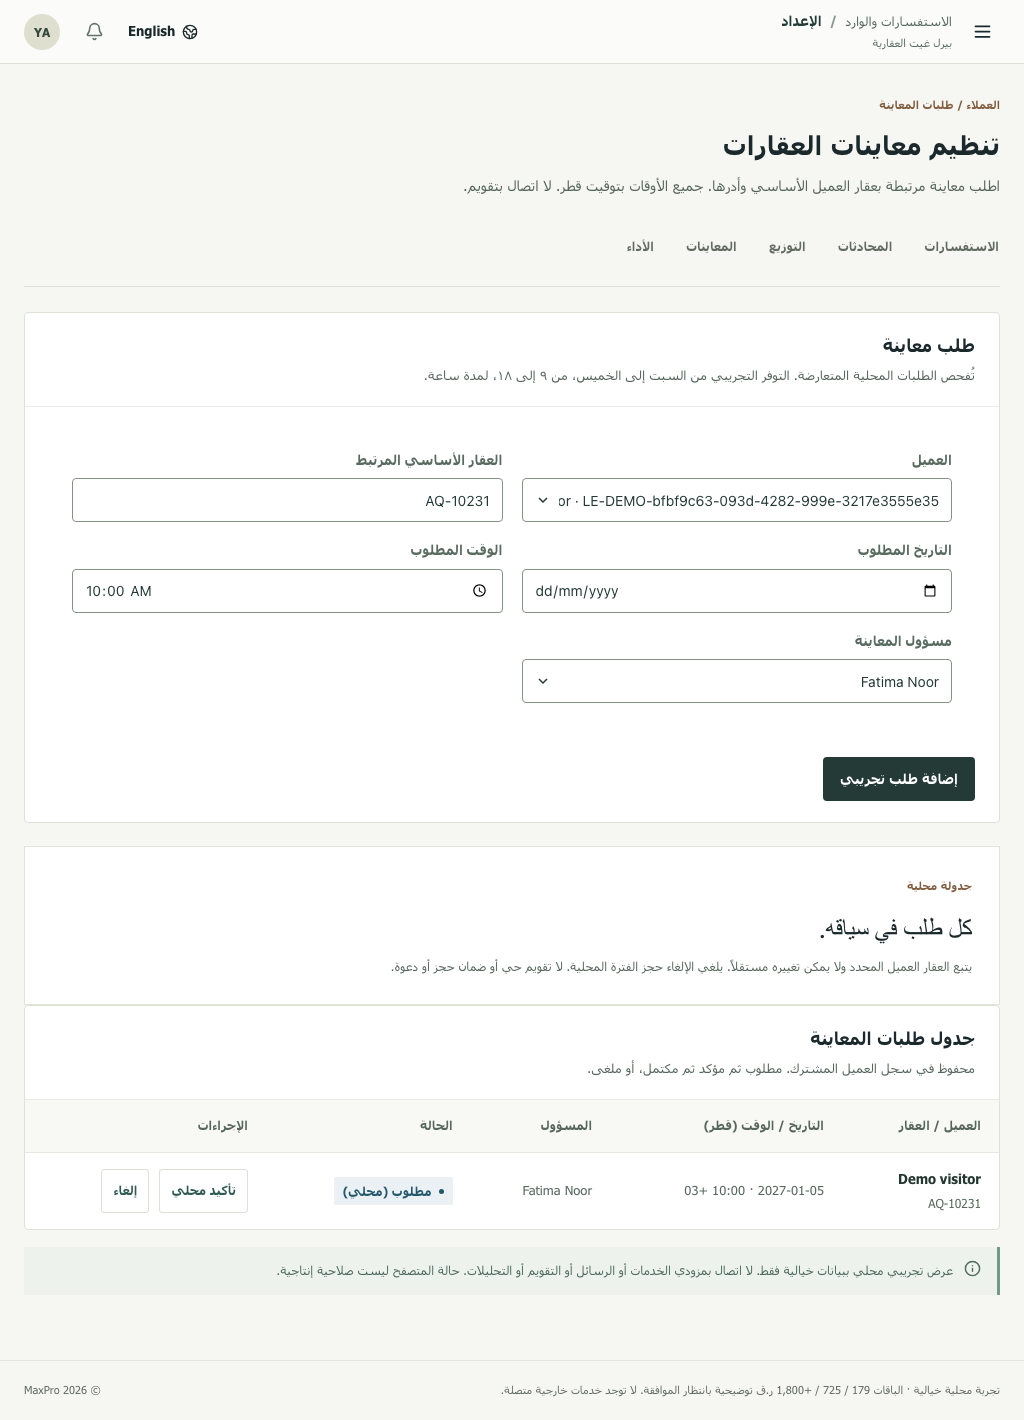 الاستفسارات والوارد / الإعداد
بيرل غيت العقارية
English
YA
العملاء / طلبات المعاينة
تنظيم معاينات العقارات
اطلب معاينة مرتبطة بعقار العميل الأساسي وأدرها. جميع الأوقات بتوقيت قطر. لا اتصال بتقويم.
الاستفسارات المحادثات التوزيع المعاينات الأداء
طلب معاينة
تُفحص الطلبات المحلية المتعارضة. التوفر التجريبي من السبت إلى الخميس، من ٩ إلى ١٨، لمدة ساعة.
العميل
or · LE-DEMO-bfbf9c63-093d-4282-999e-3217e3555e35
العقار الأساسي المرتبط
AQ-10231
التاريخ المطلوب
dd/mm/yyyy
الوقت المطلوب
10:00 AM
مسؤول المعاينة
Fatima Noor
إضافة طلب تجريبي
جدولة محلية
كل طلب في سياقه.
يتبع العقار العميل المحدد ولا يمكن تغييره مستقلاً. يلغي الإلغاء حجز الفترة المحلية. لا تقويم حي أو ضمان حجز أو دعوة.
جدول طلبات المعاينة
محفوظ في سجل العميل المشترك. مطلوب ثم مؤكد ثم مكتمل، أو ملغى.
العميل / العقار التاريخ / الوقت (قطر) المسؤول الحالة الإجراءات
Demo visitor
AQ-10231
2027-01-05 · 10:00 +03
Fatima Noor
• مطلوب (محلي)
تأكيد محلي
إلغاء
عرض تجريبي محلي ببيانات خيالية فقط. لا اتصال بمزودي الخدمات أو الرسائل أو التقويم أو التحليلات. حالة المتصفح ليست صلاحية إنتاجية.
تجربة محلية خيالية · الباقات 179 / 725 / +1,800 ر.ق توضيحية بانتظار الموافقة. لا توجد خدمات خارجية متصلة.
© 2026 MaxPro